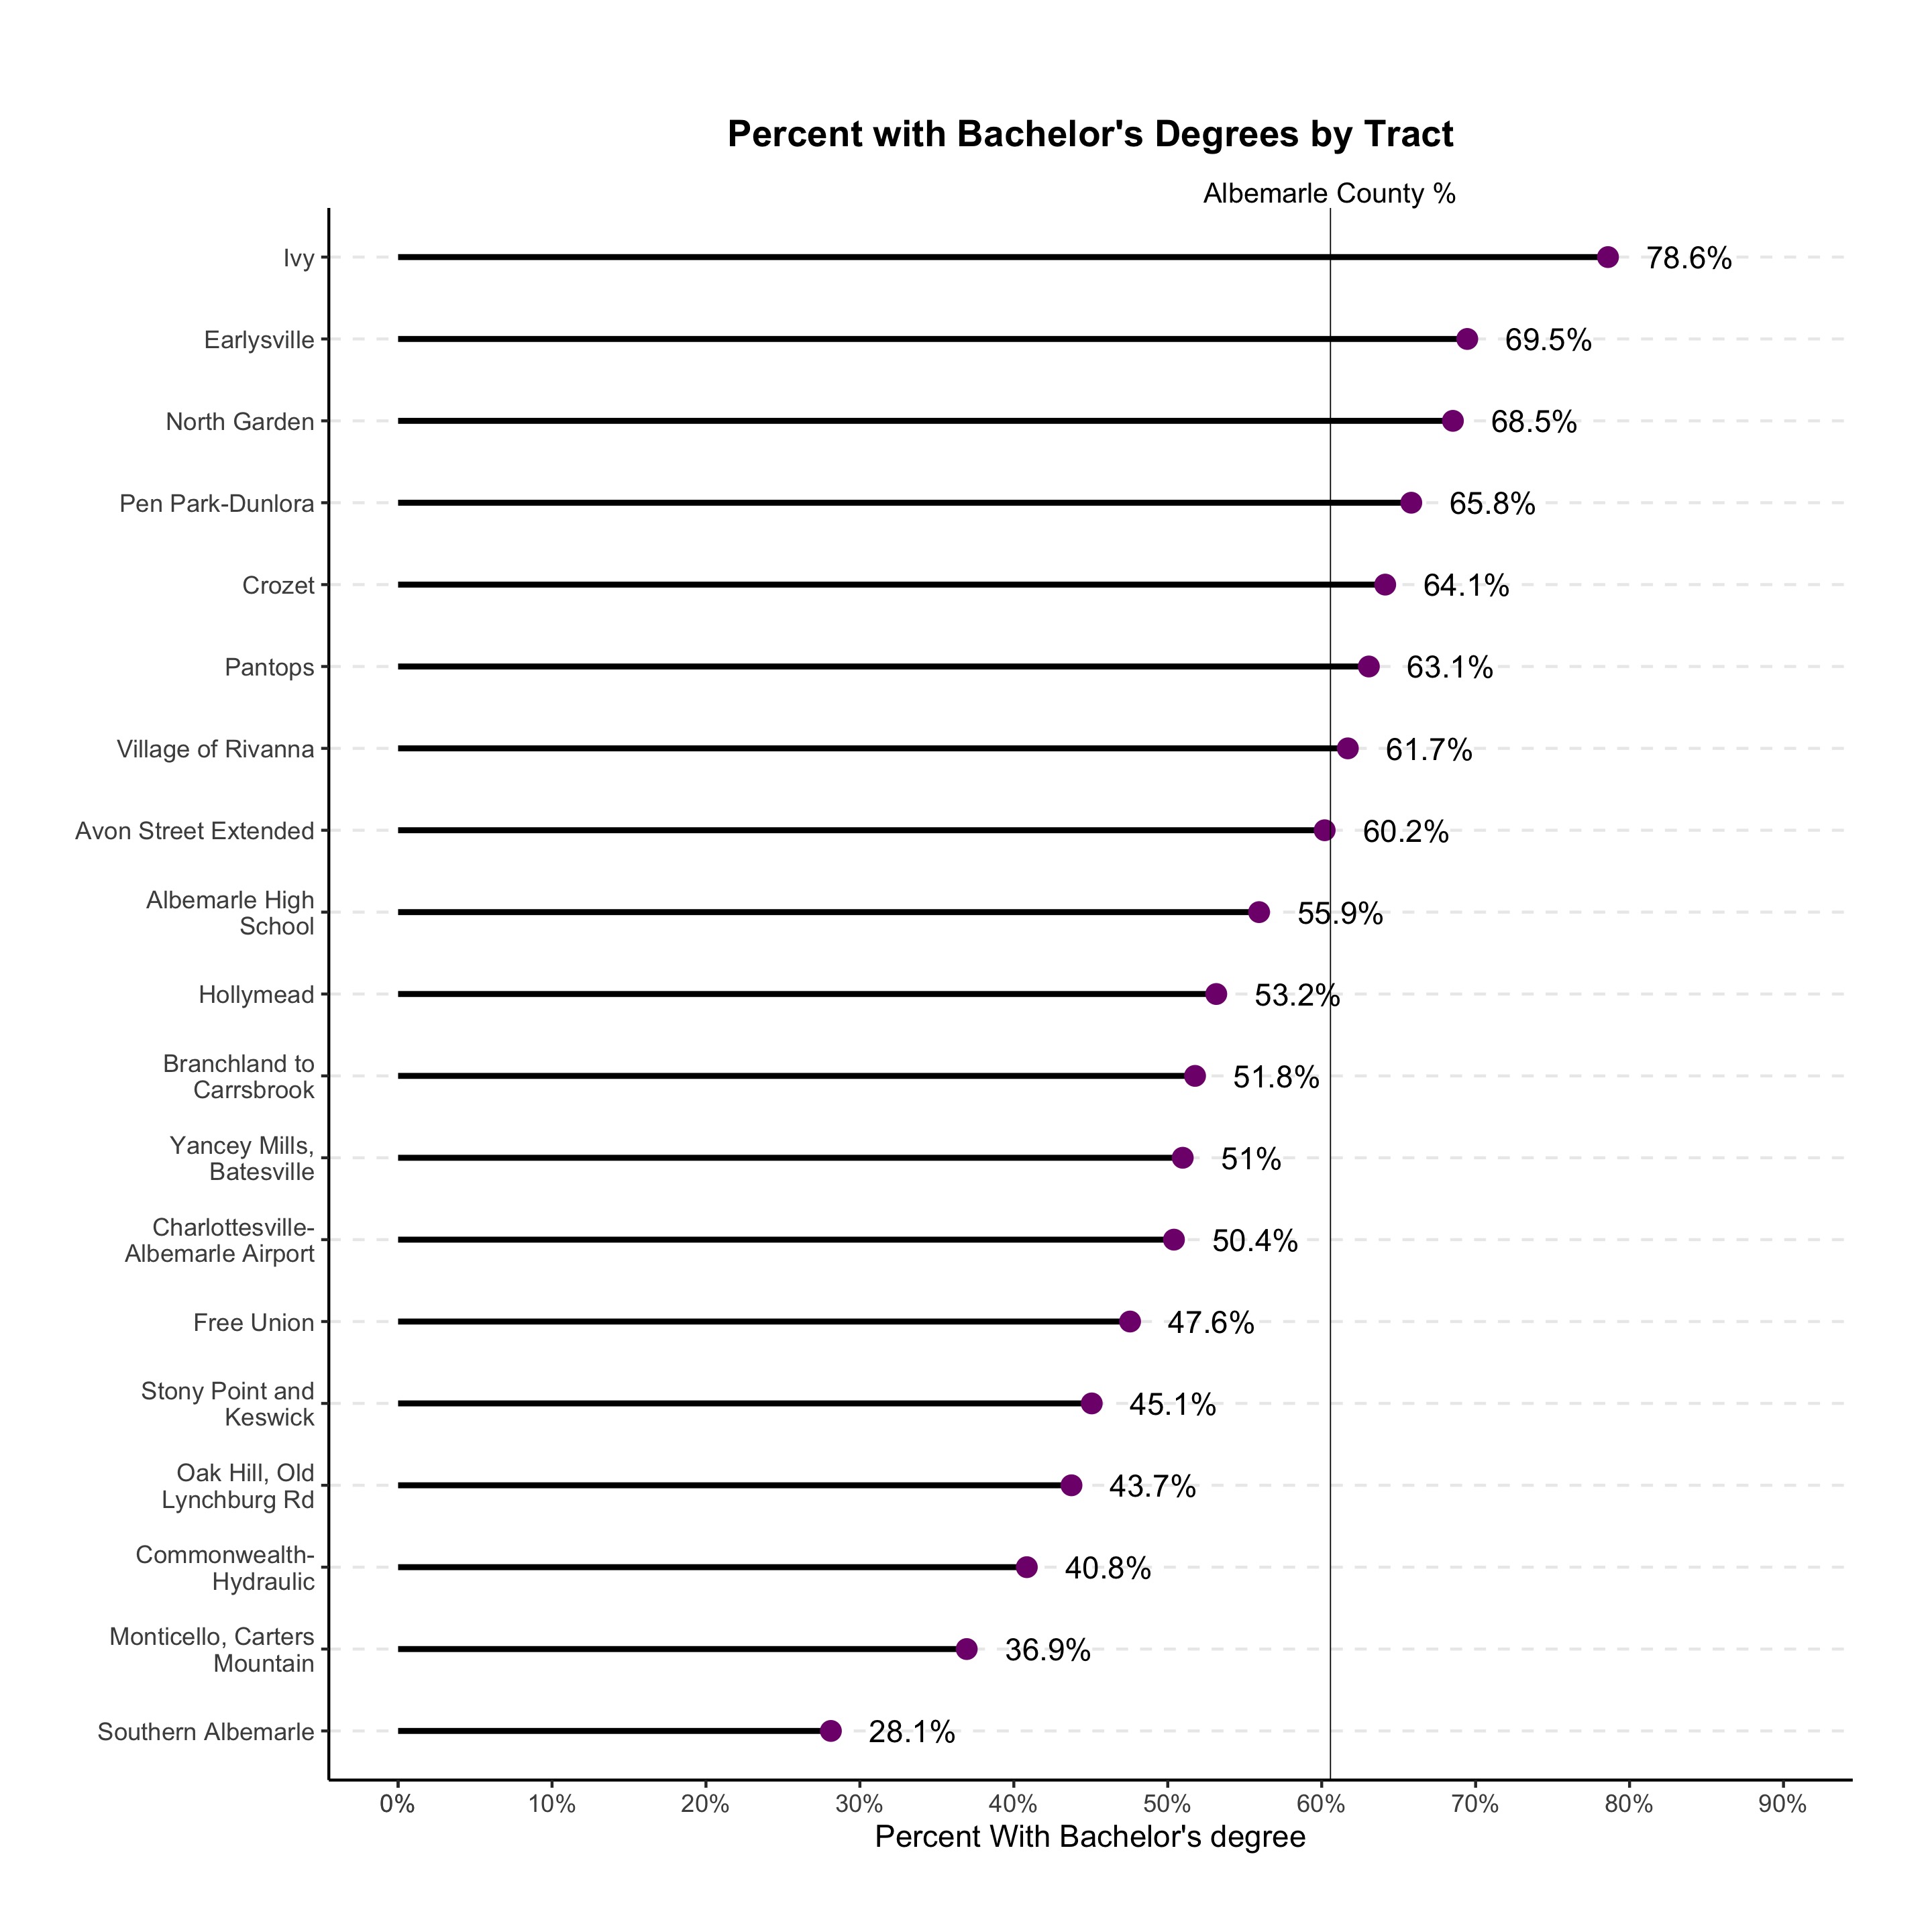 Percent with Bachelor's Degrees by Tract
Albemarle County %
Ivy
78.6%
Earlysville
69.5%
North Garden
68.5%
Pen Park-Dunlora
65.8%
Crozet
64.1%
Pantops
63.1%
Village of Rivanna
61.7%
Avon Street Extended
60.2%
Albemarle High
School
55.9%
Hollymead
53.2%
Branchland to
Carrsbrook
51.8%
Yancey Mills,
Batesville
51%
Charlottesville-
Albemarle Airport
50.4%
Free Union
47.6%
Stony Point and
Keswick
45.1%
Oak Hill, Old
Lynchburg Rd
43.7%
Commonwealth-
Hydraulic
40.8%
Monticello, Carters
Mountain
36.9%
Southern Albemarle
28.1%
0% 10% 20% 30% 40% 50% 60% 70% 80% 90%
Percent With Bachelor's degree